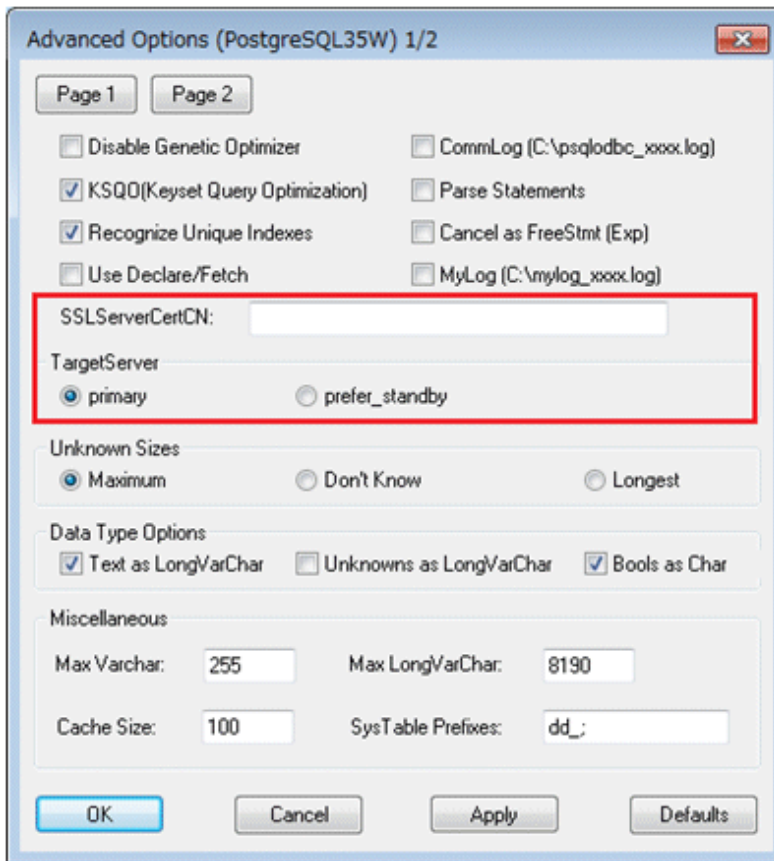 Advanced Options (PostgreSQL35W) 1/2
Page 1 Page 2
Disable Genetic Optimizer CommLog (C:\psqlodbc_xxxx.log)
KSQO(Keyset Query Optimization) Parse Statements
Recognize Unique Indexes Cancel as FreeStmt (Exp)
Use Declare/Fetch MyLog (C:\mylog_xxxx.log)
SSLServerCertCN:
TargetServer
primary prefer_standby
Unknown Sizes
Maximum Don't Know Longest
Data Type Options
Text as LongVarChar Unknowns as LongVarChar Bools as Char
Miscellaneous
Max Varchar: 255 Max LongVarChar: 8190
Cache Size: 100 SysTable Prefixes: dd_;
OK Cancel Apply Defaults